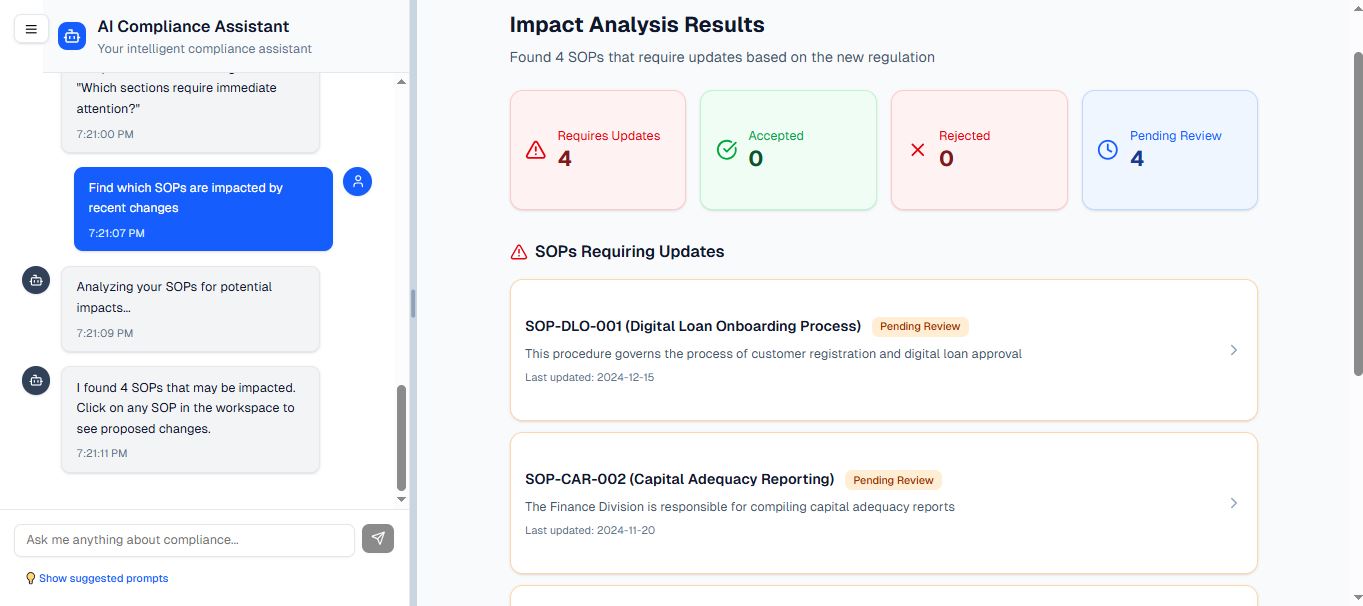 AI Compliance Assistant
Your intelligent compliance assistant
"Which sections require immediate
attention?"
7:21:00 PM
Find which SOPs are impacted by
recent changes
7:21:07 PM
Analyzing your SOPs for potential
impacts...
7:21:09 PM
I found 4 SOPs that may be impacted.
Click on any SOP in the workspace to
see proposed changes.
7:21:11 PM
Ask me anything about compliance...
Show suggested prompts
Impact Analysis Results
Found 4 SOPs that require updates based on the new regulation
Requires Updates
4
Accepted
0
Rejected
0
Pending Review
4
SOPs Requiring Updates
SOP-DLO-001 (Digital Loan Onboarding Process) Pending Review
This procedure governs the process of customer registration and digital loan approval
Last updated: 2024-12-15
SOP-CAR-002 (Capital Adequacy Reporting) Pending Review
The Finance Division is responsible for compiling capital adequacy reports
Last updated: 2024-11-20